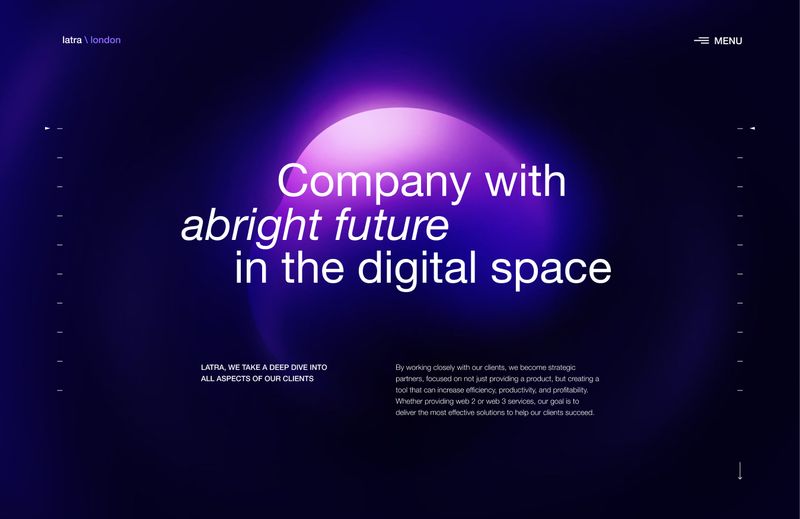 latra \ london
MENU
Company with
abright future
in the digital space
LATRA, WE TAKE A DEEP DIVE INTO
ALL ASPECTS OF OUR CLIENTS
By working closely with our clients, we become strategic
partners, focused on not just providing a product, but creating a
tool that can increase efficiency, productivity, and profitability.
Whether providing web 2 or web 3 services, our goal is to
deliver the most effective solutions to help our clients succeed.